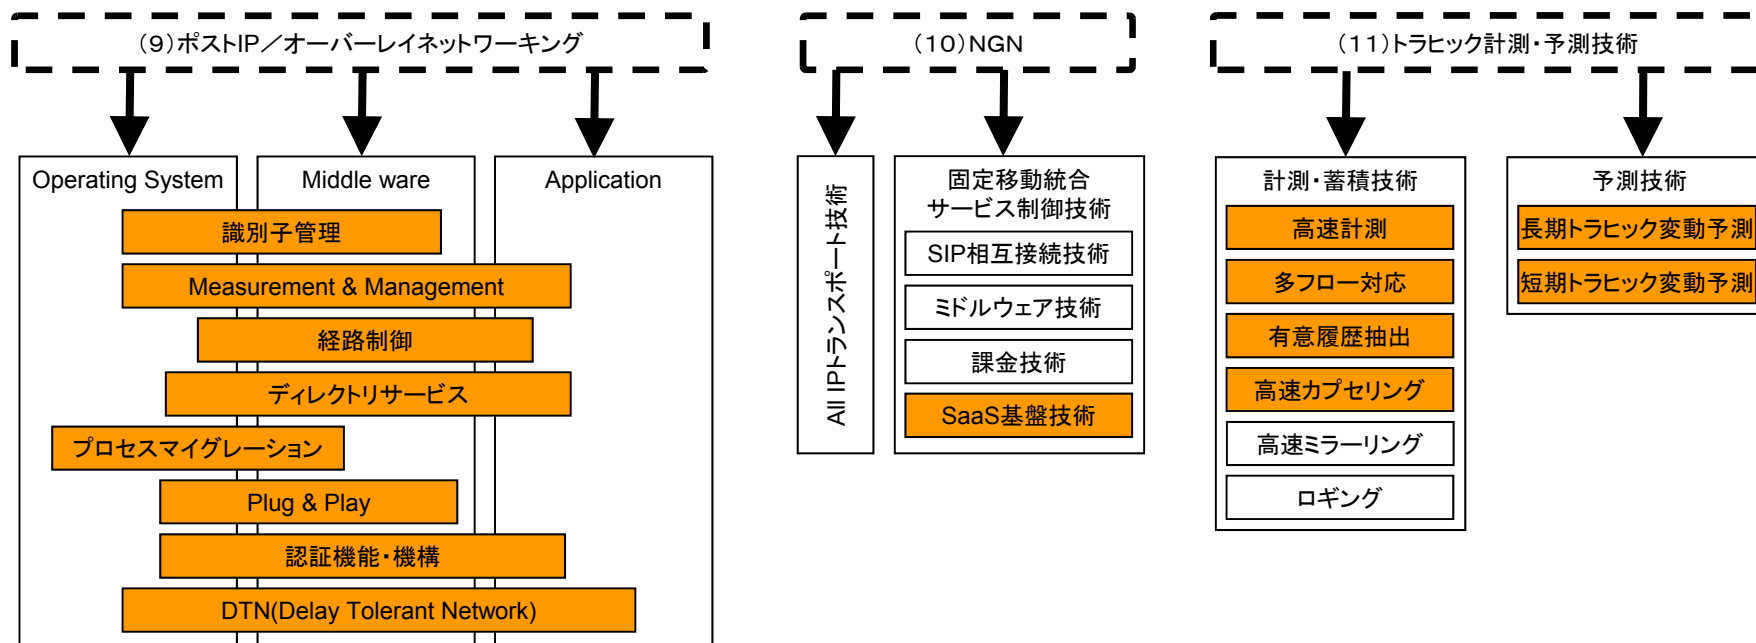 (9)ポストIP／オーバーレイネットワーキング
Operating System
Middle ware
Application
識別子管理
Measurement & Management
経路制御
ディレクトリサービス
プロセスマイグレーション
Plug & Play
認証機能・機構
DTN(Delay Tolerant Network)
(10)NGN
All IPトランスポート技術
固定移動統合
サービス制御技術
SIP相互接続技術
ミドルウェア技術
課金技術
SaaS基盤技術
(11)トラヒック計測・予測技術
計測・蓄積技術
高速計測
多フロー対応
有意履歴抽出
高速カプセリング
高速ミラーリング
ロギング
予測技術
長期トラヒック変動予測
短期トラヒック変動予測